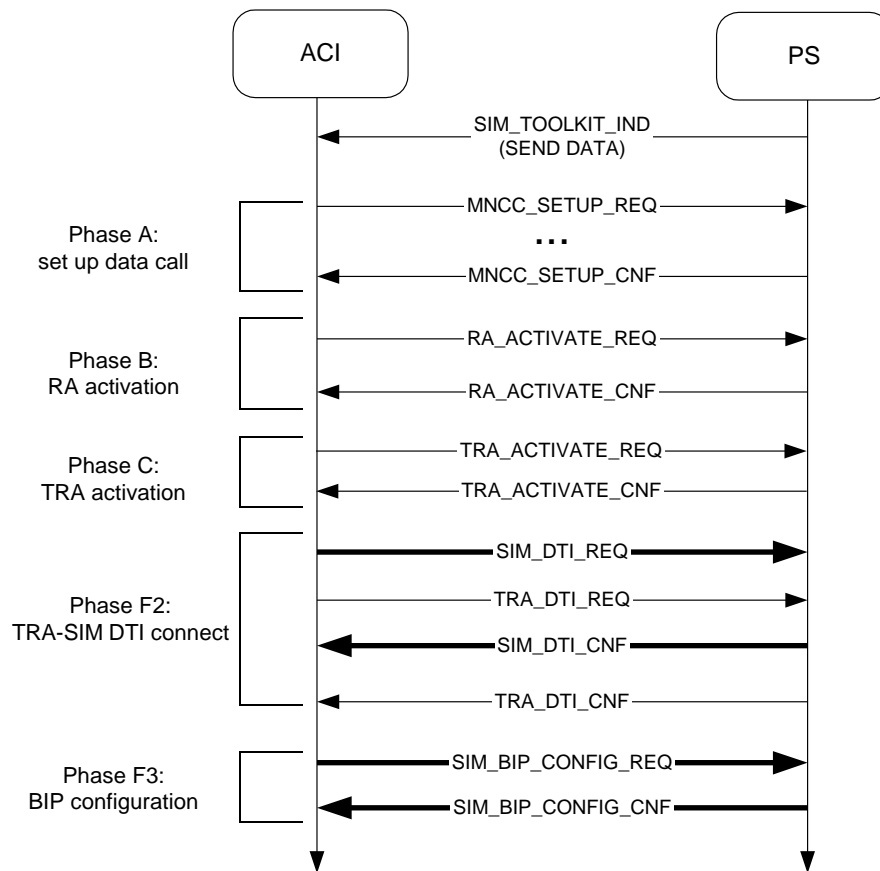 ACI
PS
SIM_TOOLKIT_IND
(SEND DATA)
Phase A:
set up data call
MNCC_SETUP_REQ
...
MNCC_SETUP_CNF
Phase B:
RA activation
RA_ACTIVATE_REQ
RA_ACTIVATE_CNF
Phase C:
TRA activation
TRA_ACTIVATE_REQ
TRA_ACTIVATE_CNF
Phase F2:
TRA-SIM DTI connect
SIM_DTI_REQ
TRA_DTI_REQ
SIM_DTI_CNF
TRA_DTI_CNF
Phase F3:
BIP configuration
SIM_BIP_CONFIG_REQ
SIM_BIP_CONFIG_CNF